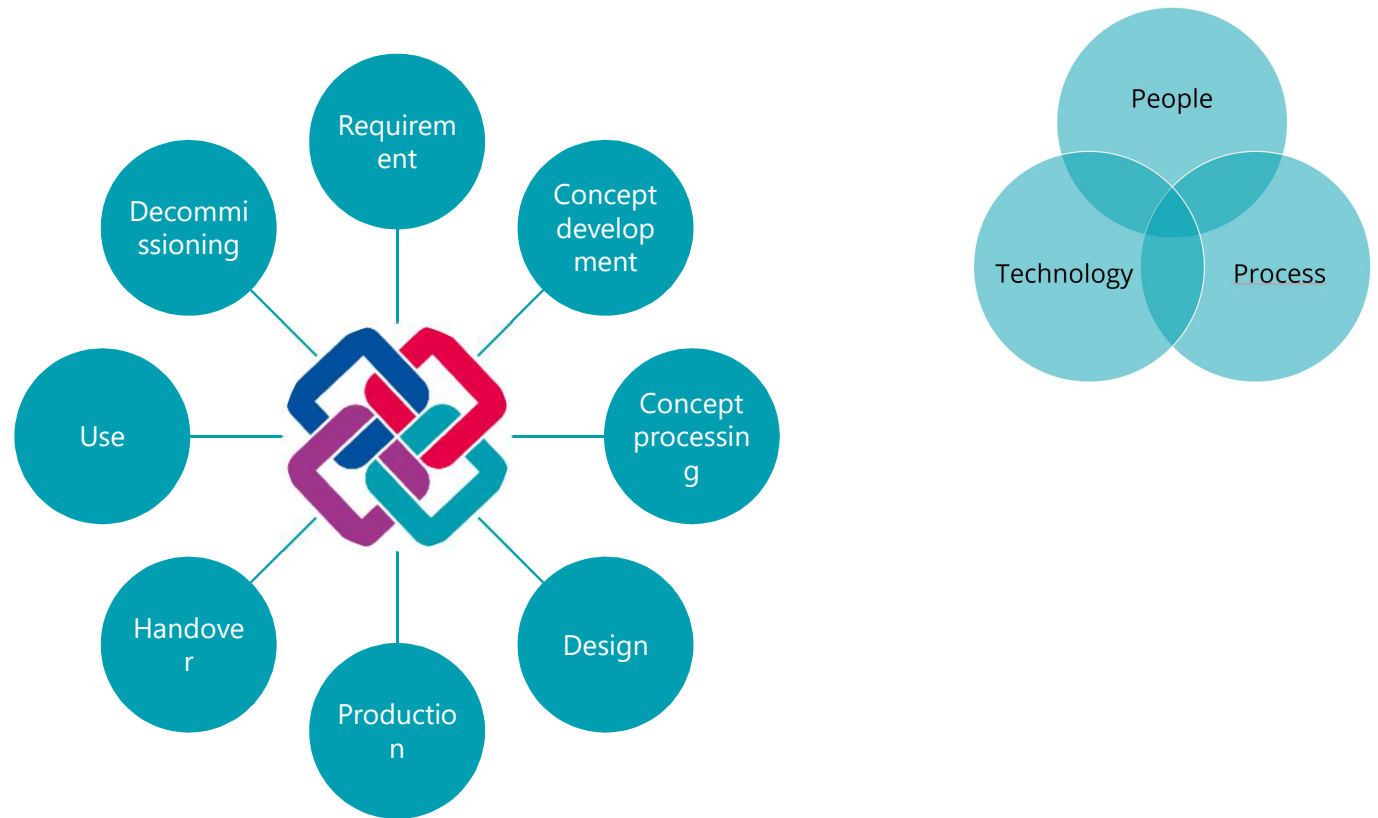 Requirem
ent
Concept
develop
ment
Concept
processin
g
Design
Productio
n
Handove
r
Use
Decommi
ssioning
People
Technology
Process